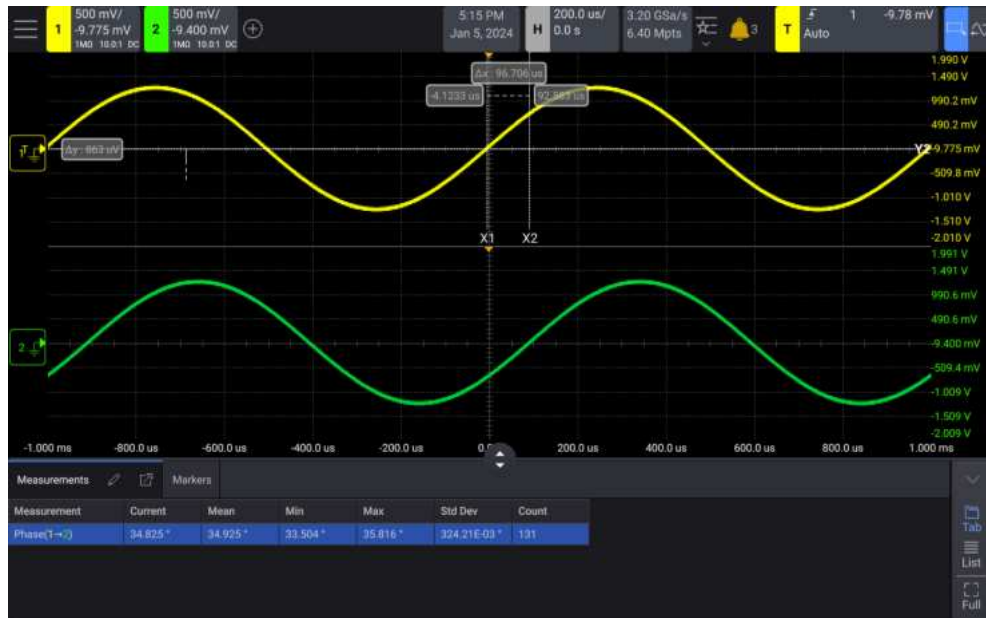 1 500 mV/ -9.775 mV 1MΩ 10.0:1 DC
2 500 mV/ -9.400 mV 1MΩ 10.0:1 DC
5:15 PM
Jan 5, 2024
H 200.0 us/ 0.0 s
3.20 GSa/s
6.40 Mpts
3
T 1 -9.78 mV
Auto
1.990 V
1.490 V
990.2 mV
490.2 mV
-9.775 mV
-509.8 mV
-1.010 V
-1.510 V
-2.010 V
Δx : 96.706 us
-4.1233 us
Δy : 863 uV
1T
Y2
X1 X2
1.991 V
1.491 V
990.6 mV
490.6 mV
-9.400 mV
-509.4 mV
-1.009 V
-1.509 V
-2.009 V
2
-1.000 ms -800.0 us -600.0 us -400.0 us -200.0 us 200.0 us 400.0 us 600.0 us 800.0 us 1.000 ms
Measurements Markers
Measurement Current Mean Min Max Std Dev Count
Phase(1→2) 34.825 ° 34.925 ° 33.504 ° 35.816 ° 324.21E-03 ° 131
Tab
List
Full